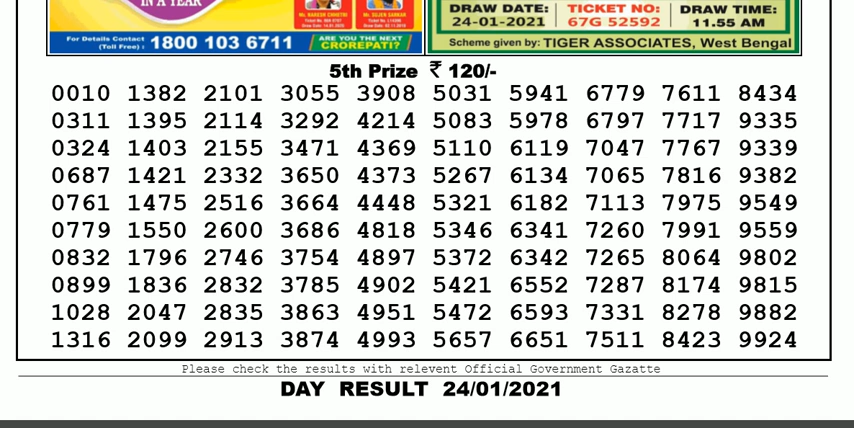 IN A YEAR
Mr. RAKESH CHHETRI
Mr. SUJEN SARKAR
For Details Contact
(Toll Free) : 1800 103 6711
ARE YOU THE NEXT
CROREPATI?
DRAW DATE:
24-01-2021
TICKET NO:
67G 52592
DRAW TIME:
11.55 AM
Scheme given by: TIGER ASSOCIATES, West Bengal
5th Prize ₹ 120/-
0010 1382 2101 3055 3908 5031 5941 6779 7611 8434
0311 1395 2114 3292 4214 5083 5978 6797 7717 9335
0324 1403 2155 3471 4369 5110 6119 7047 7767 9339
0687 1421 2332 3650 4373 5267 6134 7065 7816 9382
0761 1475 2516 3664 4448 5321 6182 7113 7975 9549
0779 1550 2600 3686 4818 5346 6341 7260 7991 9559
0832 1796 2746 3754 4897 5372 6342 7265 8064 9802
0899 1836 2832 3785 4902 5421 6552 7287 8174 9815
1028 2047 2835 3863 4951 5472 6593 7331 8278 9882
1316 2099 2913 3874 4993 5657 6651 7511 8423 9924
Please check the results with relevent Official Government Gazatte
DAY RESULT 24/01/2021